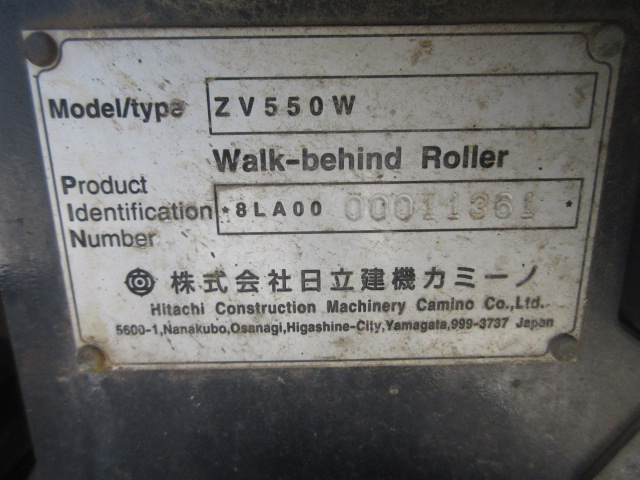 Model/type ZV550W
Walk-behind Roller
Product
Identification *8LA00 00011361 *
Number
株式会社日立建機カミーノ
Hitachi Construction Machinery Camino Co.,Ltd.
5600-1,Nanakubo,Osanagi,Higashine-City,Yamagata,999-3737 Japan